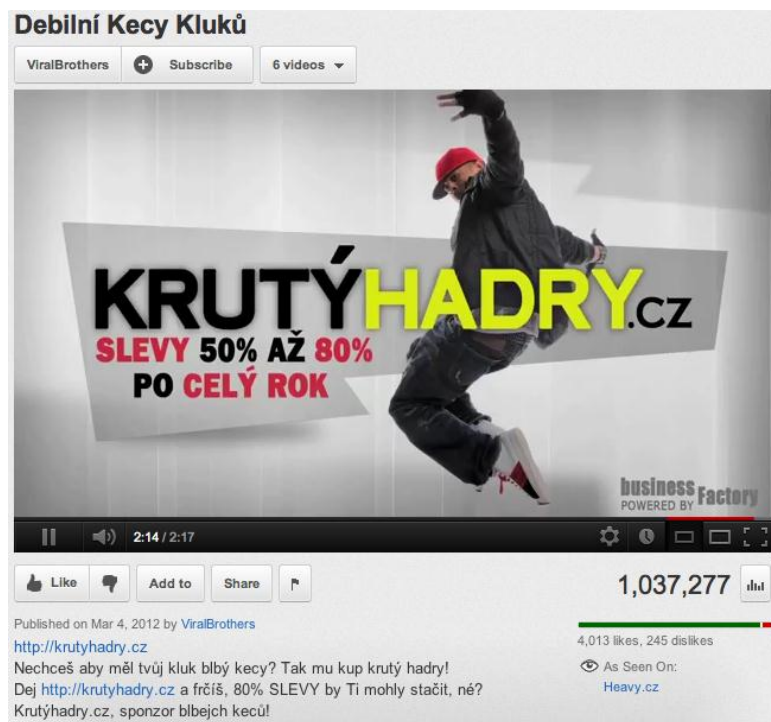 Debilní Kecy Kluků
ViralBrothers Subscribe 6 videos
KRUTÝHADRY.CZ
SLEVY 50% AŽ 80%
PO CELÝ ROK
business Factory
POWERED BY
2:14 / 2:17
Like Add to Share 1,037,277
Published on Mar 4, 2012 by ViralBrothers
4,013 likes, 245 dislikes
http://krutyhadry.cz
As Seen On:
Nechceš aby měl tvůj kluk blbý kecy? Tak mu kup krutý hadry!
Heavy.cz
Dej http://krutyhadry.cz a frčíš, 80% SLEVY by Ti mohly stačit, né?
Krutýhadry.cz, sponzor blbejch keců!